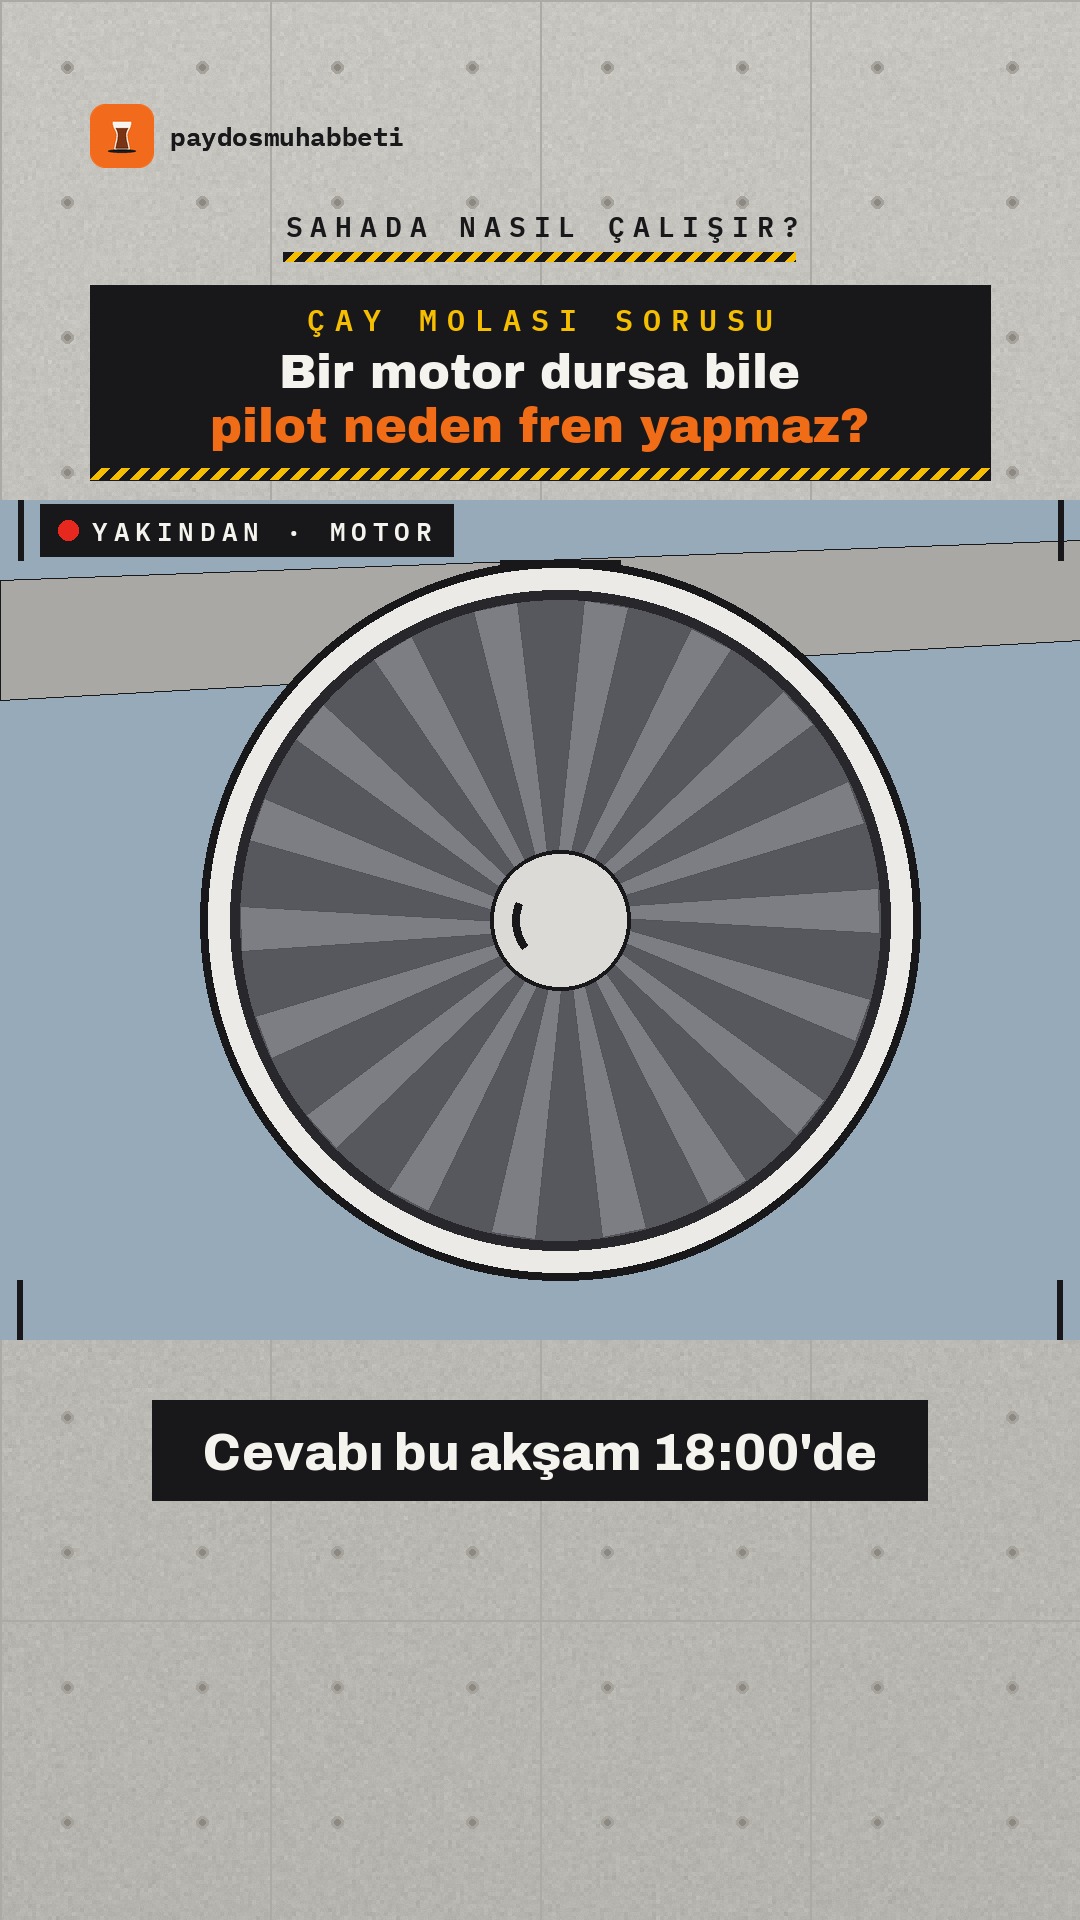 paydosmuhabbeti
SAHADA NASIL ÇALIŞIR?
ÇAY MOLASI SORUSU
Bir motor dursa bile
pilot neden fren yapmaz?
YAKINDAN · MOTOR
Cevabı bu akşam 18:00'de